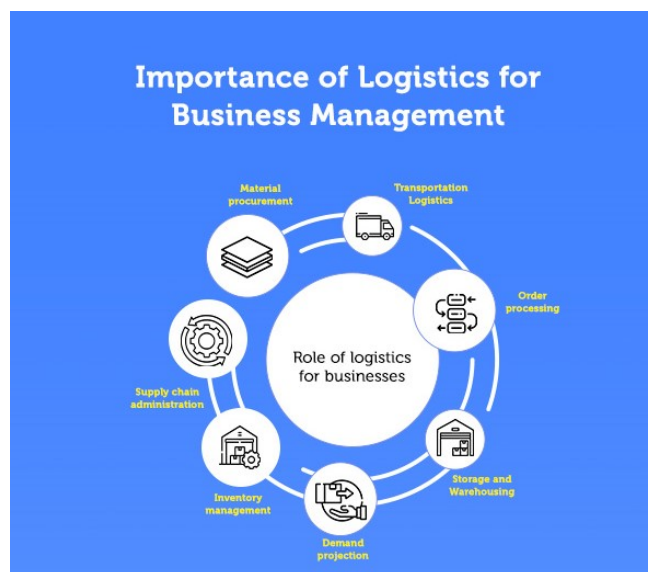 Importance of Logistics for
Business Management
Material
procurement
Transportation
Logistics
Order
processing
Role of logistics
for businesses
Supply chain
administration
Storage and
Warehousing
Inventory
management
Demand
projection